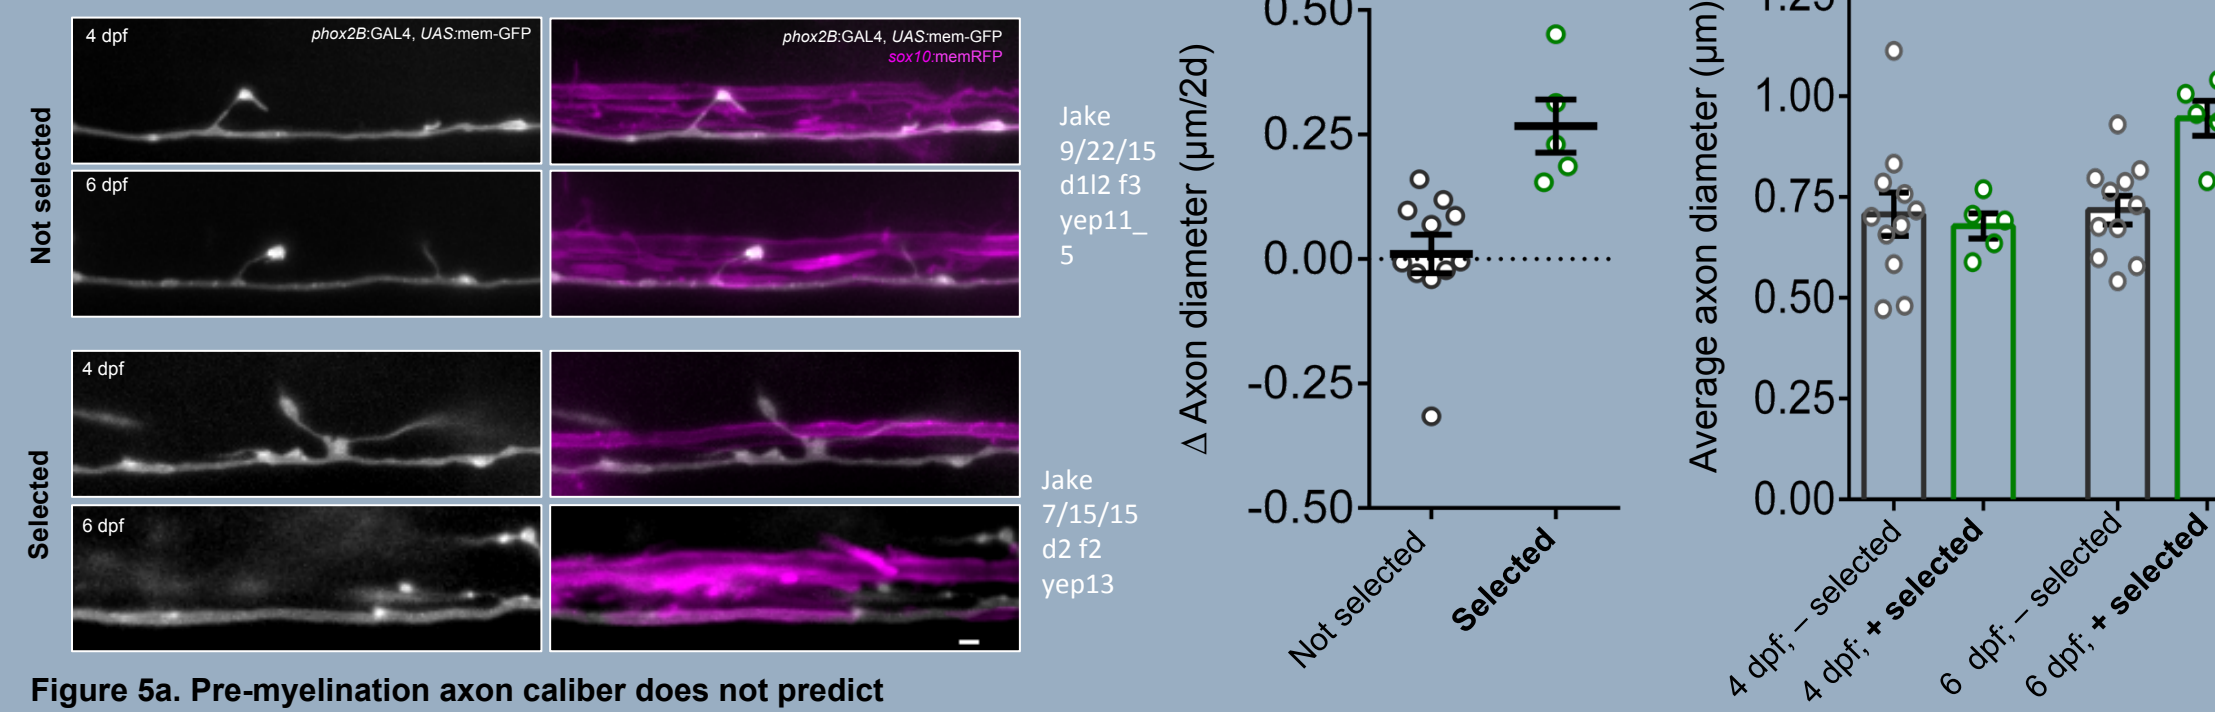 4 dpf
phox2B:GAL4, UAS:mem-GFP
phox2B:GAL4, UAS:mem-GFP
sox10:memRFP
Not selected
6 dpf
Jake
9/22/15
d1l2 f3
yep11_
5
4 dpf
Selected
6 dpf
Jake
7/15/15
d2 f2
yep13
Figure 5a. Pre-myelination axon caliber does not predict
Δ Axon diameter (μm/2d)
0.50
0.25
0.00
-0.25
-0.50
Not selected
Selected
Average axon diameter (μm)
1.25
1.00
0.75
0.50
0.25
0.00
4 dpf; – selected
4 dpf; + selected
6 dpf; – selected
6 dpf; + selected